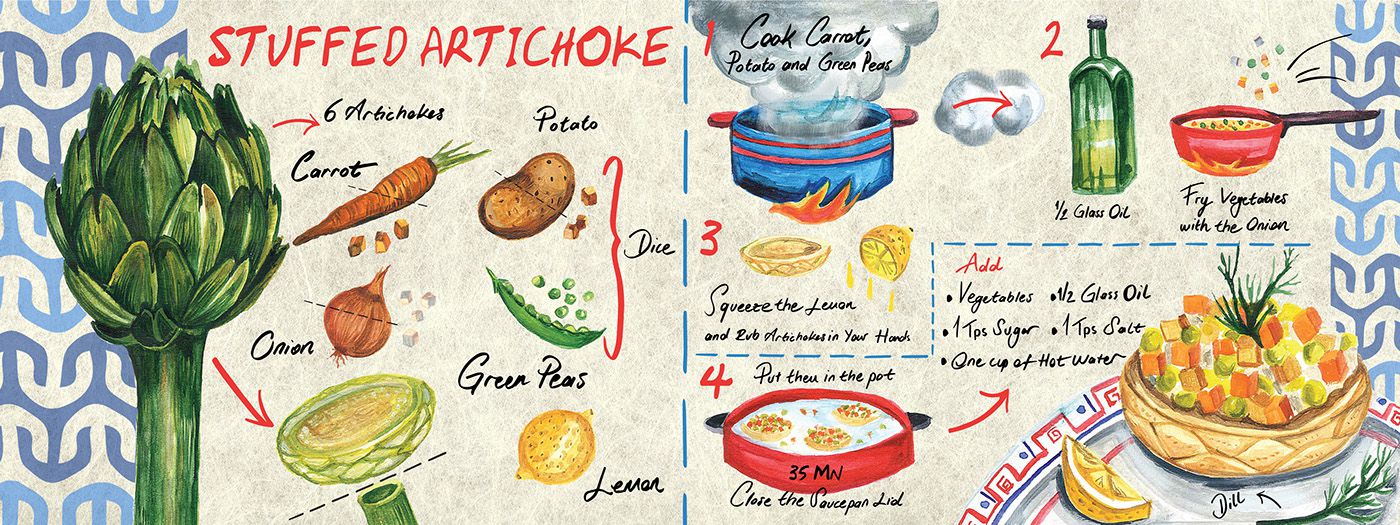 STUFFED ARTICHOKE
6 Artichokes
Potato
Carrot
Dice
Onion
Green Peas
Lemon
1
Cook Carrot,
Potato and Green Peas
2
1/2 Glass Oil
Fry Vegetables
with the Onion
3
Squeeze the Lemon
and Rub Artichokes in Your Hands
Add
• Vegetables • 1/2 Glass Oil
• 1 Tps Sugar • 1 Tps Salt
• One cup of Hot Water
4
Put them in the pot
35 MN
Close the Saucepan Lid
Dill